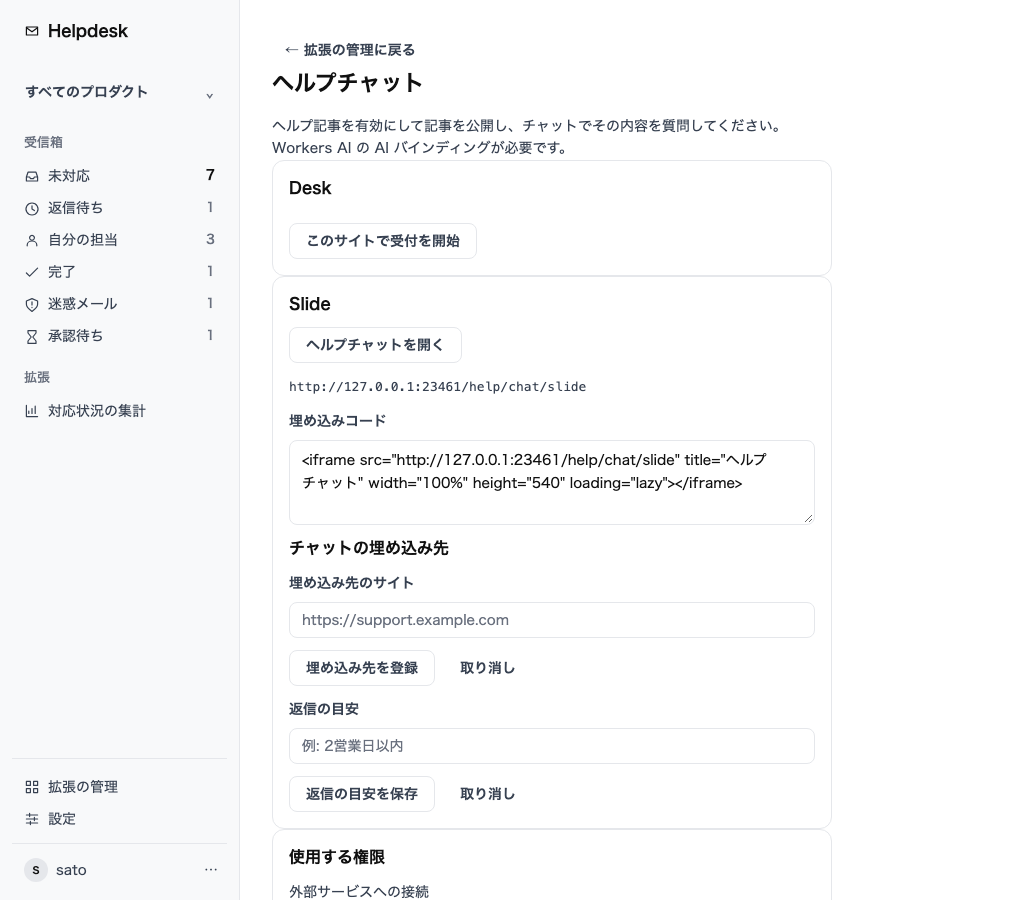 Helpdesk
すべてのプロダクト
受信箱
未対応 7
返信待ち 1
自分の担当 3
完了 1
迷惑メール 1
承認待ち 1
拡張
対応状況の集計
拡張の管理
設定
S sato ...
← 拡張の管理に戻る
ヘルプチャット
ヘルプ記事を有効にして記事を公開し、チャットでその内容を質問してください。
Workers AI の AI バインディングが必要です。
Desk
このサイトで受付を開始
Slide
ヘルプチャットを開く
http://127.0.0.1:23461/help/chat/slide
埋め込みコード
<iframe src="http://127.0.0.1:23461/help/chat/slide" title="ヘルプ
チャット" width="100%" height="540" loading="lazy"></iframe>
チャットの埋め込み先
埋め込み先のサイト
https://support.example.com
埋め込み先を登録 取り消し
返信の目安
例: 2営業日以内
返信の目安を保存 取り消し
使用する権限
外部サービスへの接続